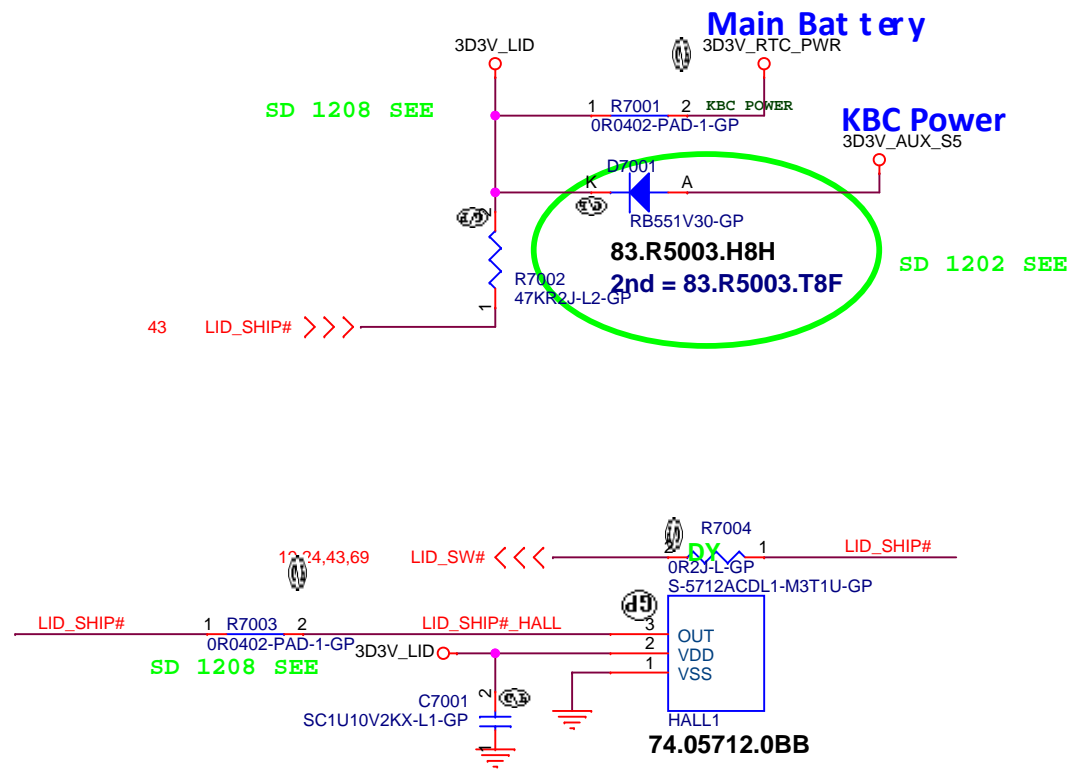 Main Battery
3D3V_LID
3D3V_RTC_PWR
SD 1208 SEE
1 R7001 2 KBC POWER
0R0402-PAD-1-GP
KBC Power
3D3V_AUX_S5
D7001
K A
RB551V30-GP
83.R5003.H8H
2nd = 83.R5003.T8F
SD 1202 SEE
2
R7002
47KR2J-L2-GP
1
43 LID_SHIP#
R7004
24,43,69 LID_SW# 2 DY 1 LID_SHIP#
0R2J-L-GP
S-5712ACDL1-M3T1U-GP
GP
LID_SHIP# 1 R7003 2 LID_SHIP#_HALL 3 OUT
0R0402-PAD-1-GP
3D3V_LID 2 VDD
SD 1208 SEE
1 VSS
C7001
2
SC1U10V2KX-L1-GP
1
HALL1
74.05712.0BB